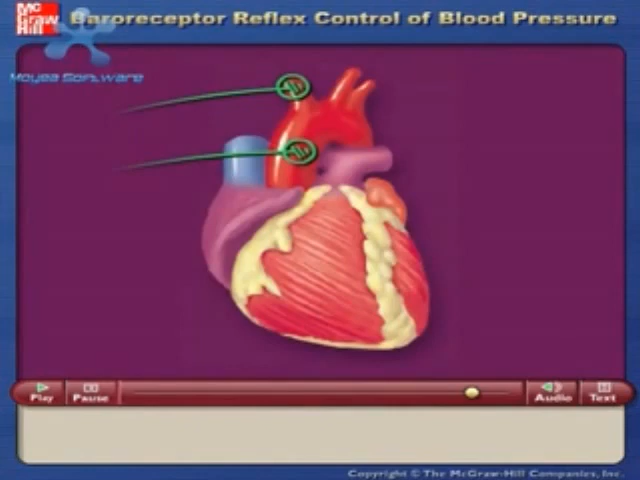 Mc
Graw
Hill
Baroreceptor Reflex Control of Blood Pressure
Moyea Software
Play
Pause
Audio
Text
Copyright © The McGraw-Hill Companies, Inc.